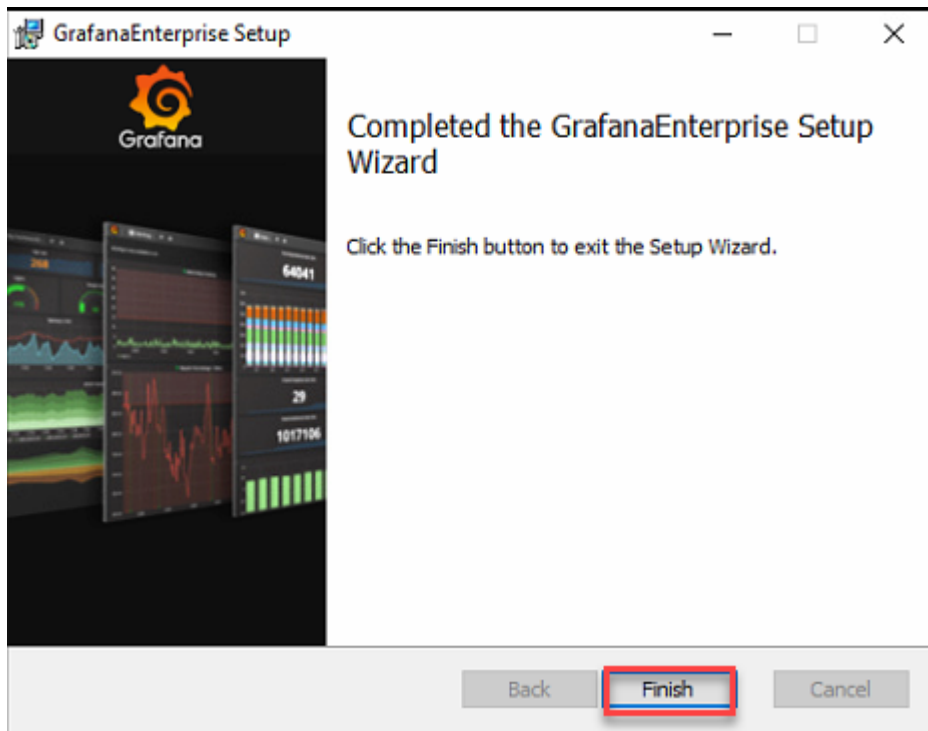 GrafanaEnterprise Setup
Grafana
Completed the GrafanaEnterprise Setup
Wizard
Click the Finish button to exit the Setup Wizard.
268
64041
29
1017106
Back
Finish
Cancel